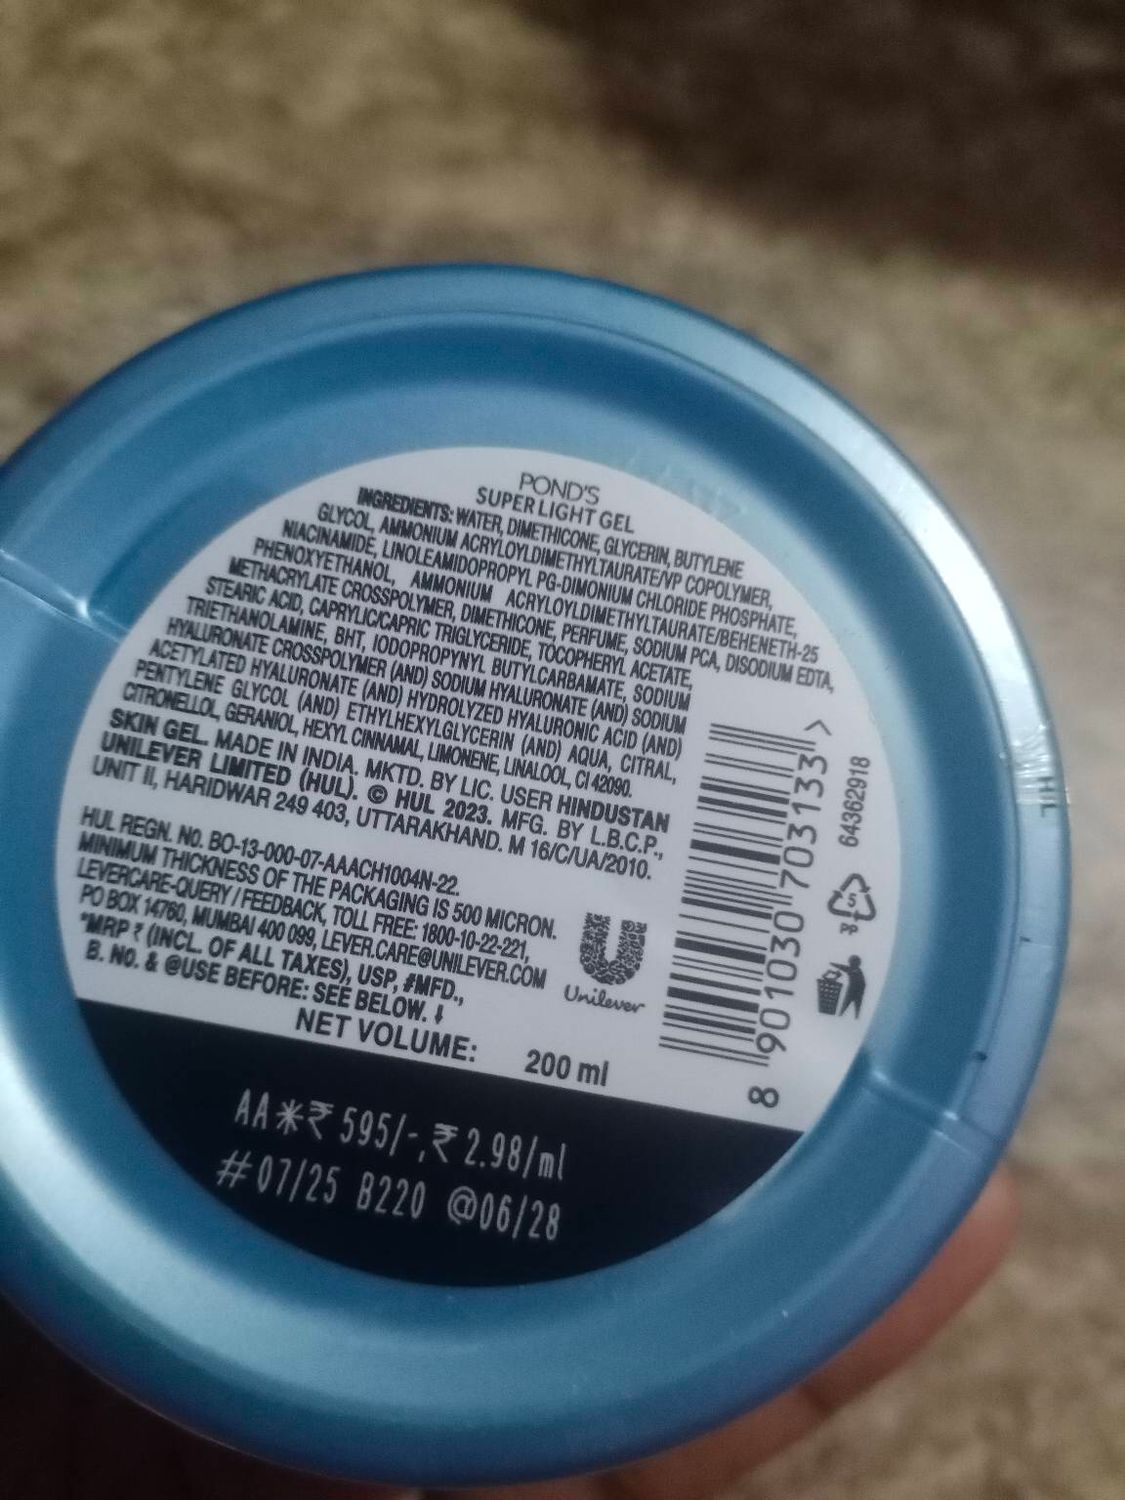 POND'S
SUPER LIGHT GEL
INGREDIENTS: WATER, DIMETHICONE, GLYCERIN, BUTYLENE
GLYCOL, AMMONIUM ACRYLOYLDIMETHYLTAURATE/VP COPOLYMER,
NIACINAMIDE, LINOLEAMIDOPROPYL PG-DIMONIUM CHLORIDE PHOSPHATE,
PHENOXYETHANOL, AMMONIUM ACRYLOYLDIMETHYLTAURATE/BEHENETH-25
METHACRYLATE CROSSPOLYMER, DIMETHICONE, PERFUME, SODIUM PCA, DISODIUM EDTA,
STEARIC ACID, CAPRYLIC/CAPRIC TRIGLYCERIDE, TOCOPHERYL ACETATE,
TRIETHANOLAMINE, BHT, IODOPROPYNYL BUTYLCARBAMATE, SODIUM
HYALURONATE CROSSPOLYMER (AND) SODIUM HYALURONATE (AND) SODIUM
ACETYLATED HYALURONATE (AND) HYDROLYZED HYALURONIC ACID (AND)
PENTYLENE GLYCOL (AND) ETHYLHEXYLGLYCERIN (AND) AQUA, CITRAL,
CITRONELLOL, GERANIOL, HEXYL CINNAMAL, LIMONENE, LINALOOL, CI 42090.
SKIN GEL. MADE IN INDIA. MKTD. BY LIC. USER HINDUSTAN
UNILEVER LIMITED (HUL). © HUL 2023. MFG. BY L.B.C.P.,
UNIT II, HARIDWAR 249 403, UTTARAKHAND. M 16/C/UA/2010.
HUL REGN. NO. BO-13-000-07-AAACH1004N-22.
MINIMUM THICKNESS OF THE PACKAGING IS 500 MICRON.
LEVERCARE-QUERY / FEEDBACK, TOLL FREE: 1800-10-22-221,
PO BOX 14760, MUMBAI 400 099, LEVER.CARE@UNILEVER.COM
*MRP ₹ (INCL. OF ALL TAXES), USP, #MFD.,
B. NO. & @USE BEFORE: SEE BELOW. ↓
NET VOLUME: 200 ml
Unilever
8 901030 703133 >
64362918
5
PP
AA*₹ 595/-,₹ 2.98/ml
#07/25 B220 @06/28
HUL